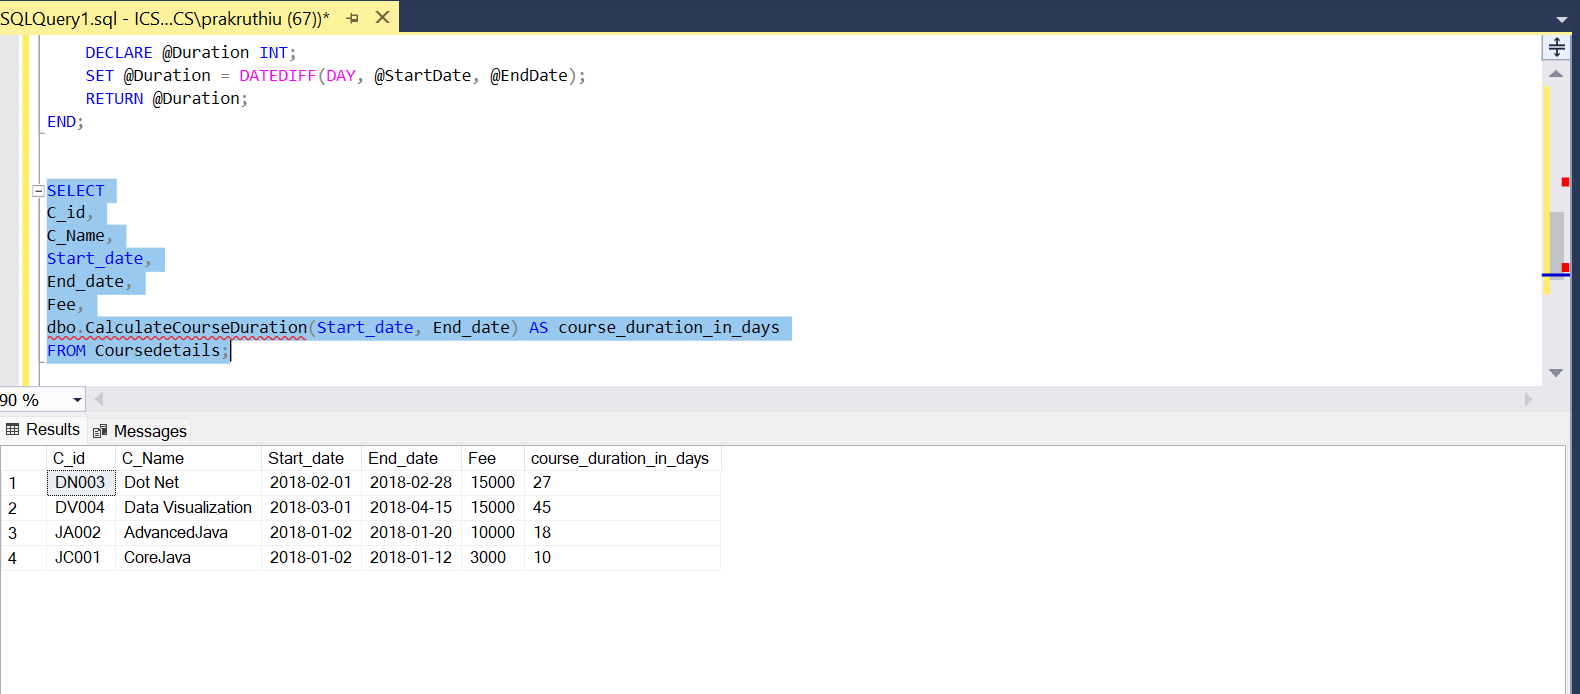 SQLQuery1.sql - ICS...CS\prakruthiu (67))*
DECLARE @Duration INT;
SET @Duration = DATEDIFF(DAY, @StartDate, @EndDate);
RETURN @Duration;
END;
SELECT
C_id,
C_Name,
Start_date,
End_date,
Fee,
dbo.CalculateCourseDuration(Start_date, End_date) AS course_duration_in_days
FROM Coursedetails;
90 %
Results Messages
C_id C_Name Start_date End_date Fee course_duration_in_days
1 DN003 Dot Net 2018-02-01 2018-02-28 15000 27
2 DV004 Data Visualization 2018-03-01 2018-04-15 15000 45
3 JA002 AdvancedJava 2018-01-02 2018-01-20 10000 18
4 JC001 CoreJava 2018-01-02 2018-01-12 3000 10